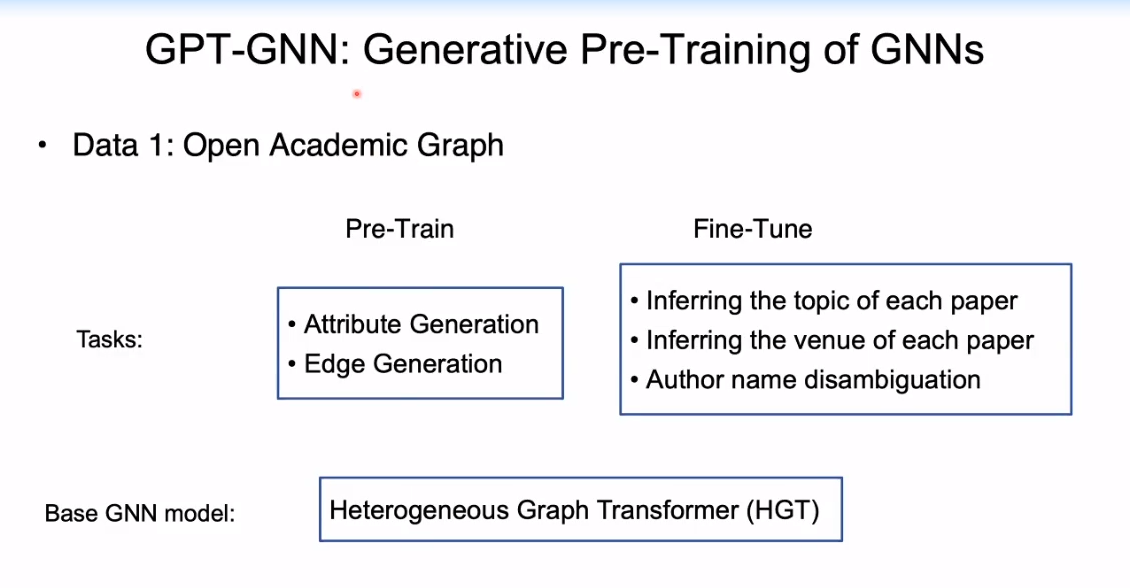 GPT-GNN: Generative Pre-Training of GNNs
• Data 1: Open Academic Graph
Pre-Train
Fine-Tune
Tasks:
• Attribute Generation
• Edge Generation
• Inferring the topic of each paper
• Inferring the venue of each paper
• Author name disambiguation
Base GNN model:
Heterogeneous Graph Transformer (HGT)